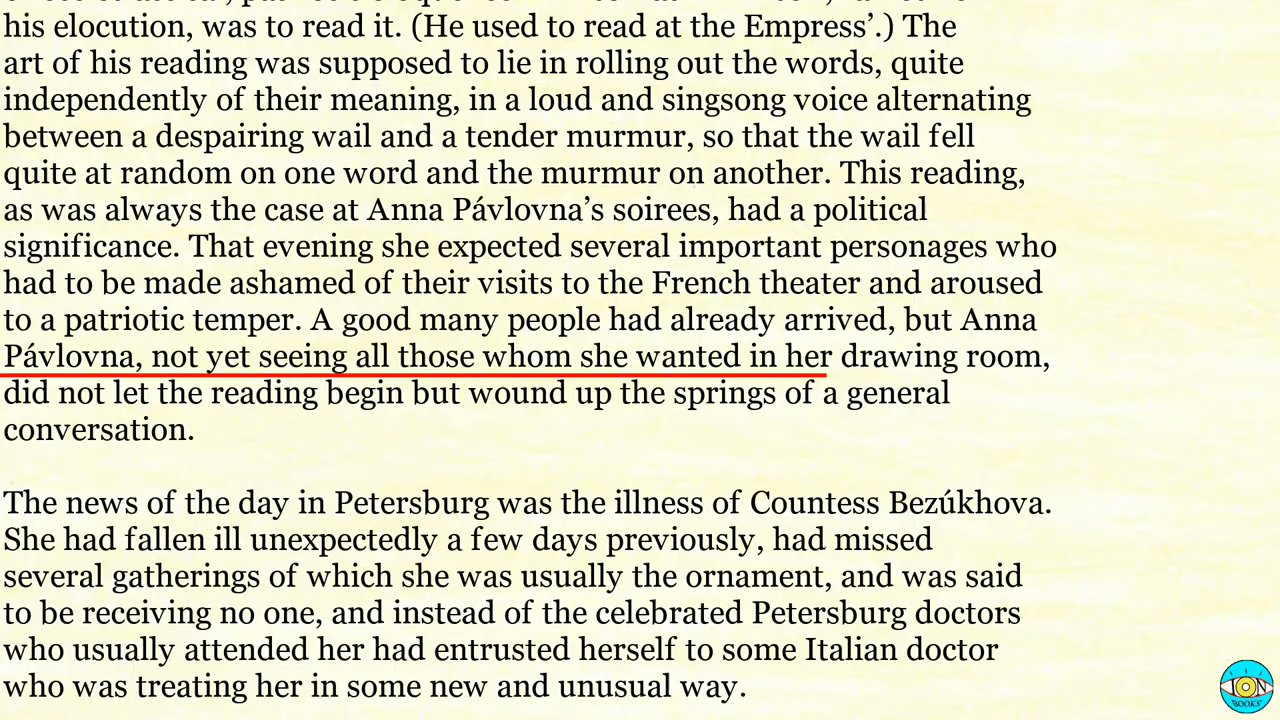 his elocution, was to read it. (He used to read at the Empress’.) The
art of his reading was supposed to lie in rolling out the words, quite
independently of their meaning, in a loud and singsong voice alternating
between a despairing wail and a tender murmur, so that the wail fell
quite at random on one word and the murmur on another. This reading,
as was always the case at Anna Pávlovna’s soirees, had a political
significance. That evening she expected several important personages who
had to be made ashamed of their visits to the French theater and aroused
to a patriotic temper. A good many people had already arrived, but Anna
Pávlovna, not yet seeing all those whom she wanted in her drawing room,
did not let the reading begin but wound up the springs of a general
conversation.
The news of the day in Petersburg was the illness of Countess Bezúkhova.
She had fallen ill unexpectedly a few days previously, had missed
several gatherings of which she was usually the ornament, and was said
to be receiving no one, and instead of the celebrated Petersburg doctors
who usually attended her had entrusted herself to some Italian doctor
who was treating her in some new and unusual way.
ION
BOOKS